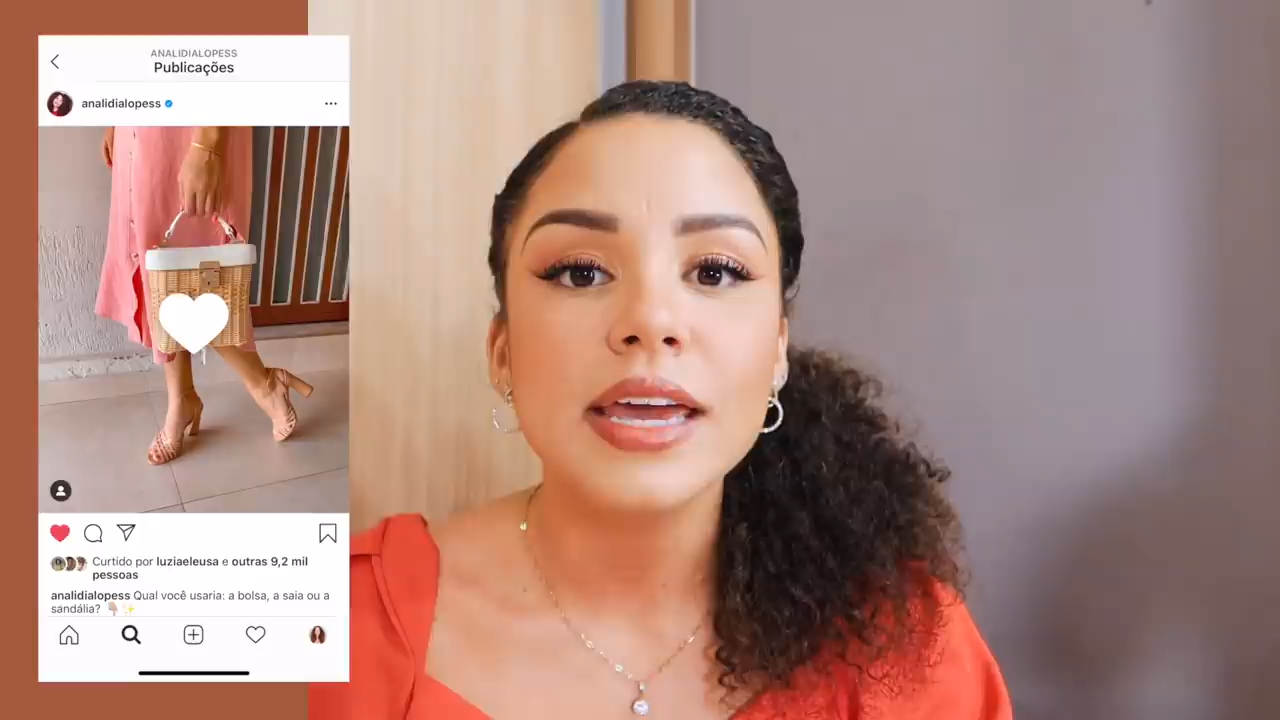 ANALIDIALOPESS
Publicações
analidialopess
Curtido por luziaeleusa e outras 9,2 mil
pessoas
analidialopess Qual você usaria: a bolsa, a saia ou a
sandália? 👇🏼✨